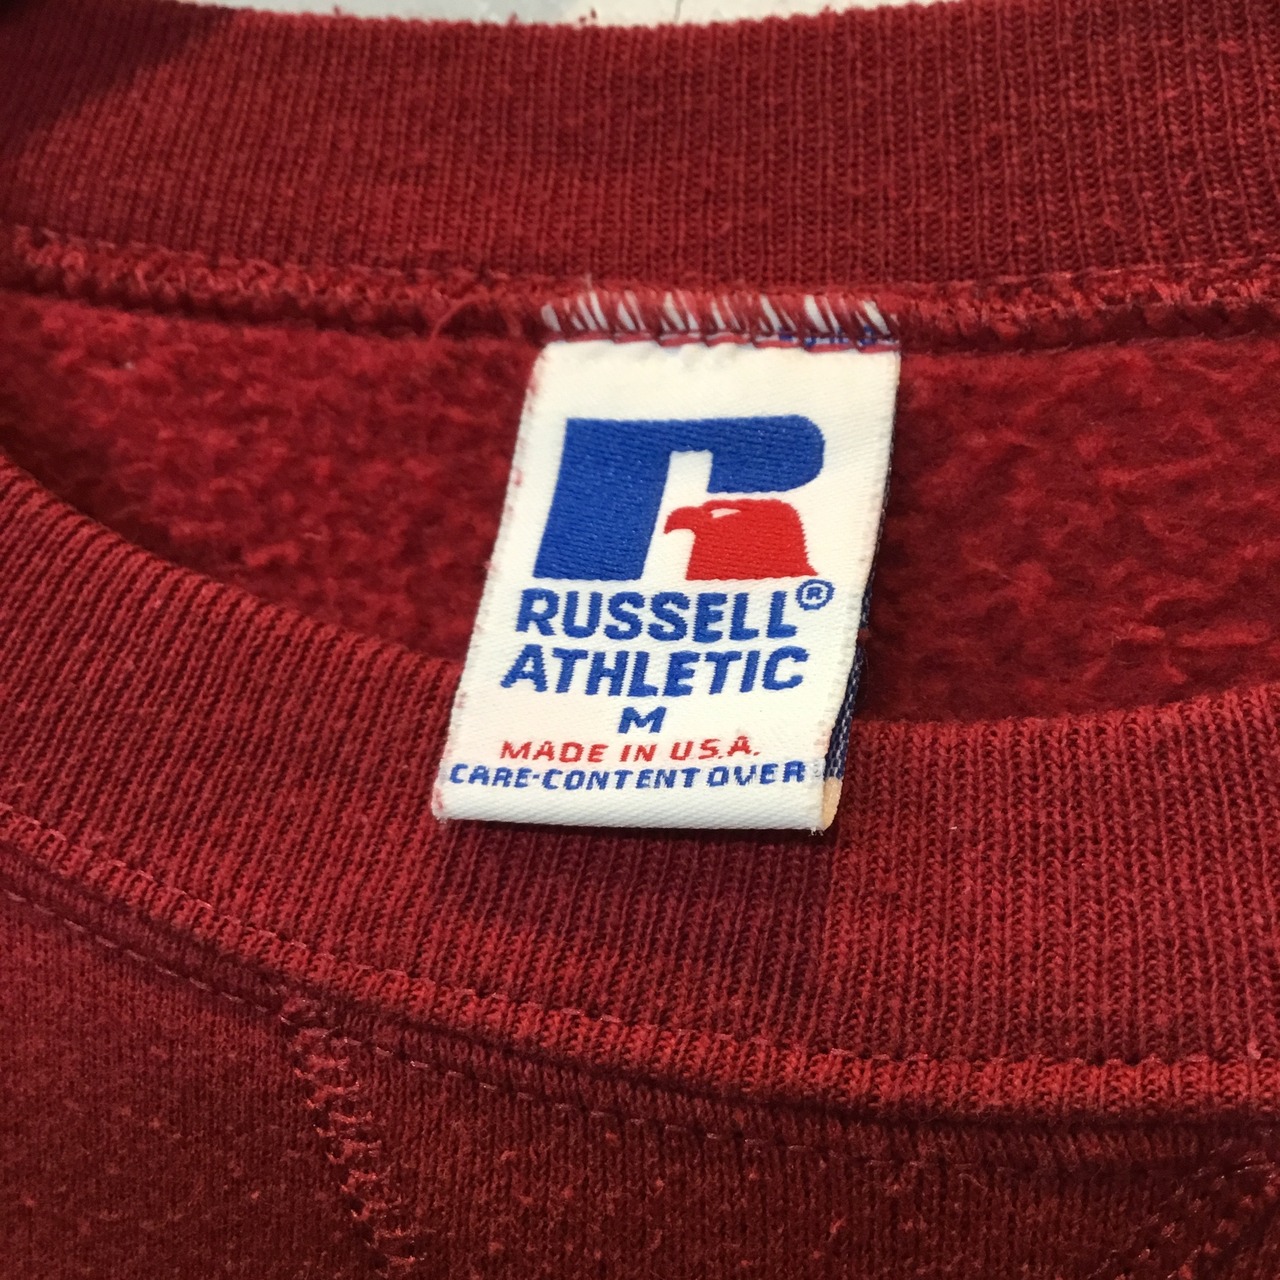 RUSSELL®
ATHLETIC
M
MADE IN U.S.A.
CARE-CONTENT OVER